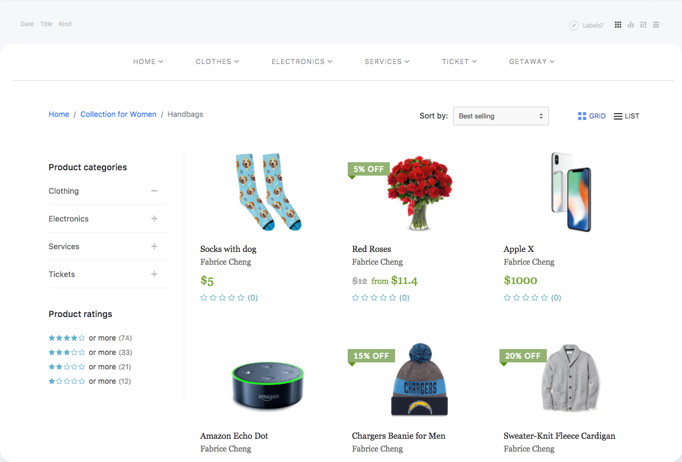 Date Title Kind
Labels?
HOME CLOTHES ELECTRONICS SERVICES TICKET GETAWAY
Home / Collection for Women / Handbags
Sort by: Best selling GRID LIST
Product categories
Clothing
Electronics
Services
Tickets
Product ratings
or more (74)
or more (33)
or more (21)
or more (12)
Socks with dog
Fabrice Cheng
$5
(0)
5% OFF
Red Roses
Fabrice Cheng
$12 from $11.4
(0)
Apple X
Fabrice Cheng
$1000
(0)
amazon
Amazon Echo Dot
Fabrice Cheng
15% OFF
CHARGERS
Chargers Beanie for Men
Fabrice Cheng
20% OFF
Sweater-Knit Fleece Cardigan
Fabrice Cheng